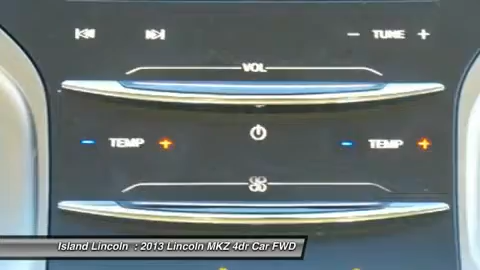 − TUNE +
VOL
− TEMP +
− TEMP +
Island Lincoln : 2013 Lincoln MKZ 4dr Car FWD